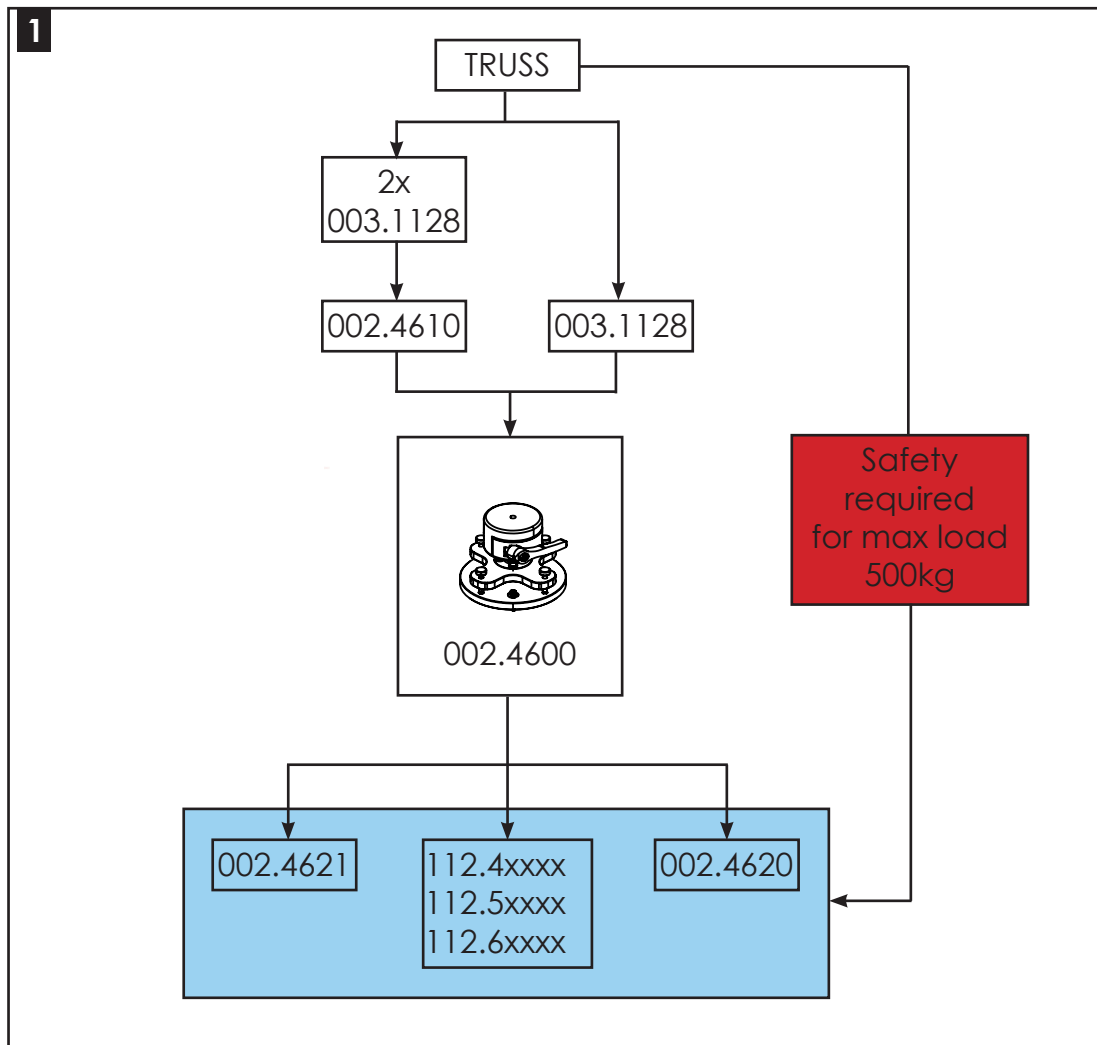 1
TRUSS
2x
003.1128
002.4610
003.1128
Safety
required
for max load
500kg
002.4600
002.4621
112.4xxxx
112.5xxxx
112.6xxxx
002.4620